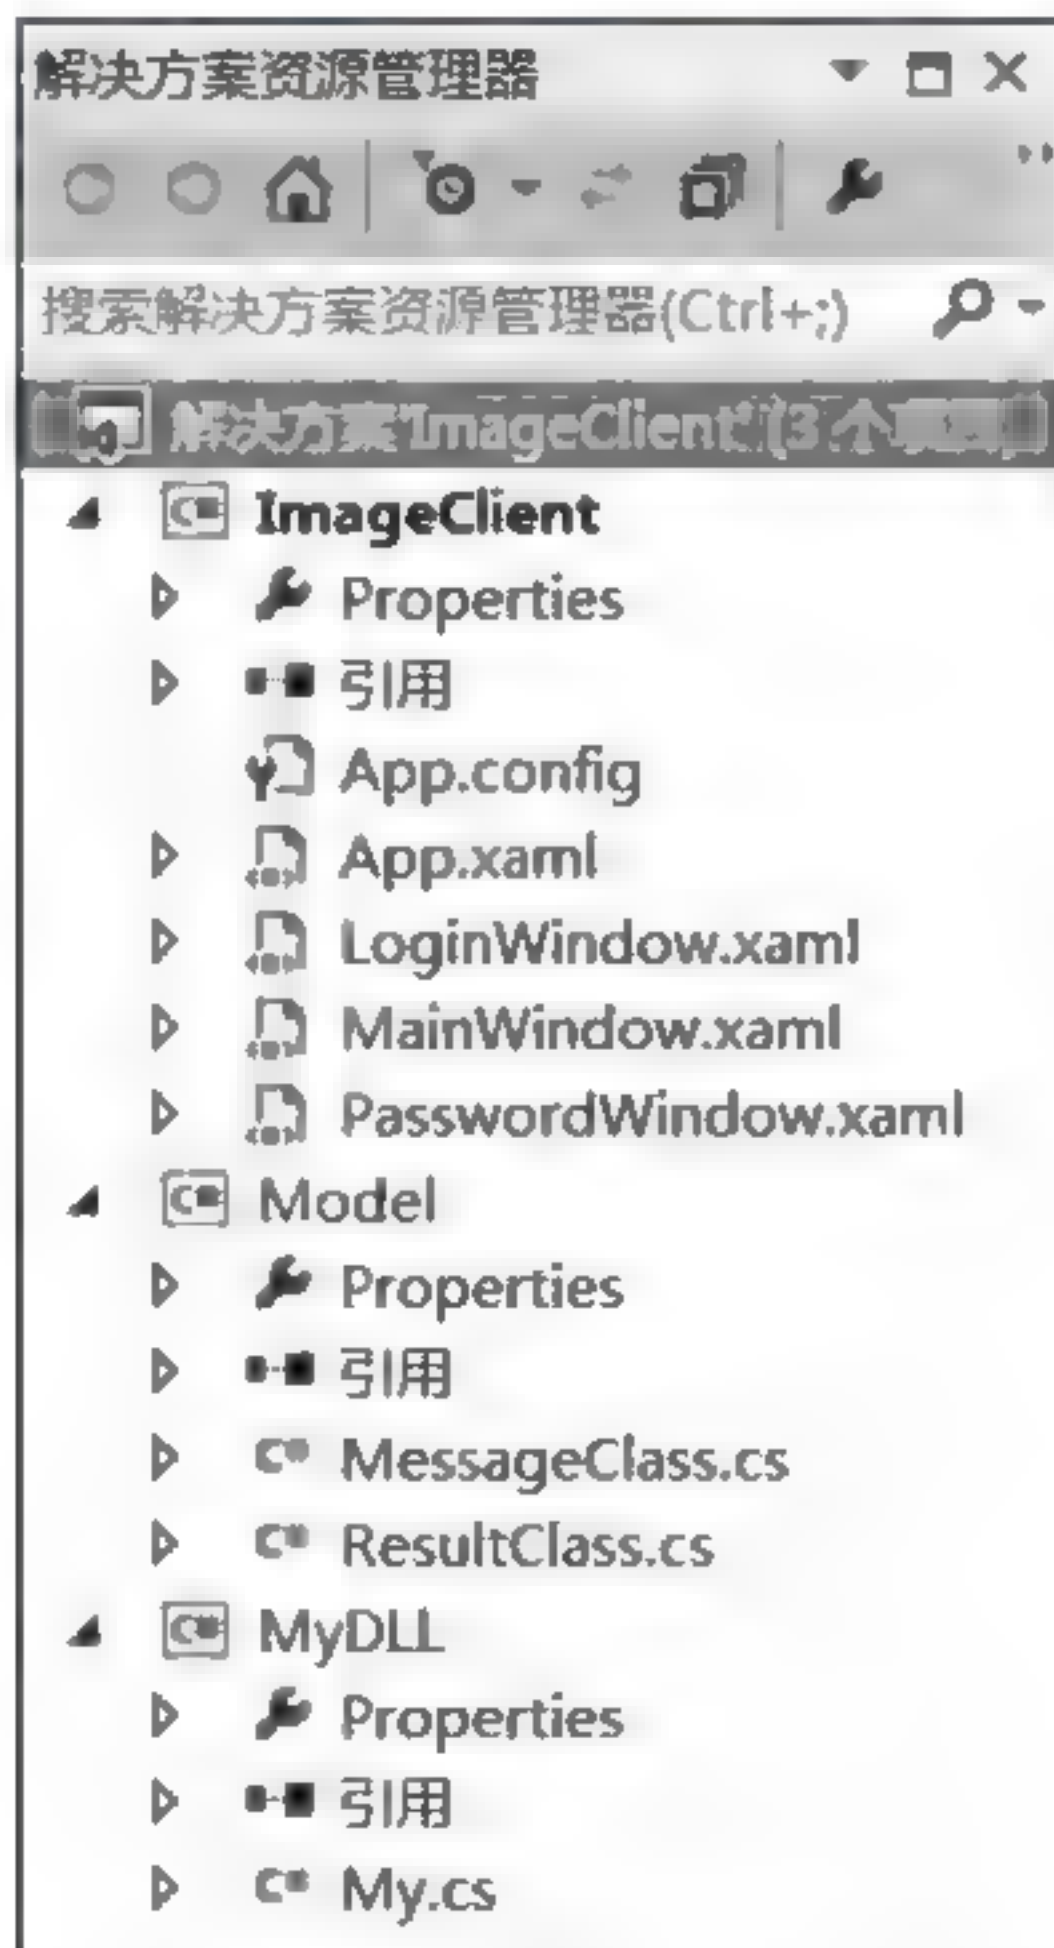 解决方案资源管理器
搜索解决方案资源管理器(Ctrl+;)
解决方案"ImageClient"(3 个项目)
ImageClient
Properties
引用
App.config
App.xaml
LoginWindow.xaml
MainWindow.xaml
PasswordWindow.xaml
Model
Properties
引用
MessageClass.cs
ResultClass.cs
MyDLL
Properties
引用
My.cs